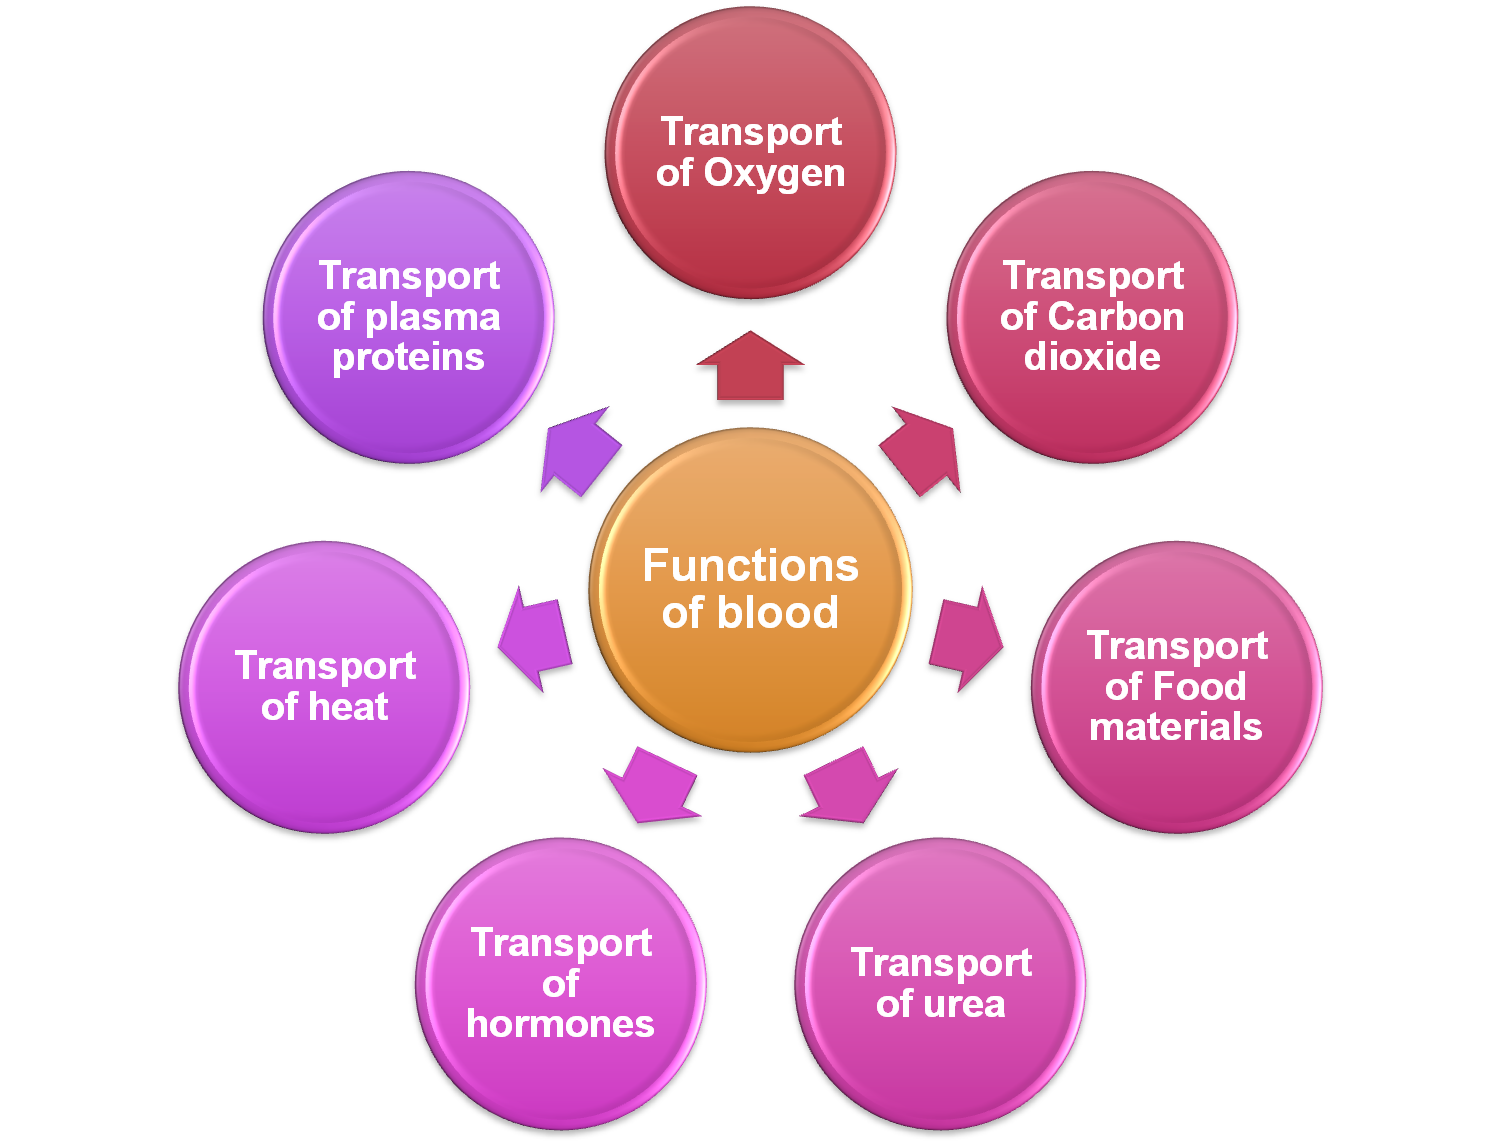 Transport
of Oxygen
Transport
of Carbon
dioxide
Transport
of Food
materials
Transport
of urea
Transport
of
hormones
Transport
of heat
Transport
of plasma
proteins
Functions
of blood